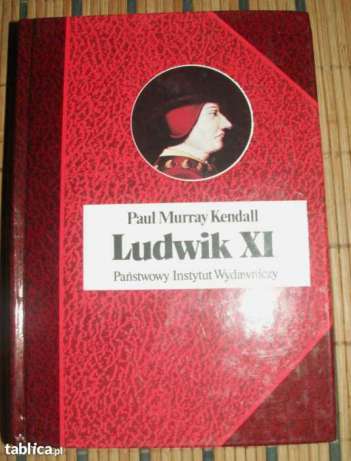 Paul Murray Kendall
Ludwik XI
Państwowy Instytut Wydawniczy
tablica.pl